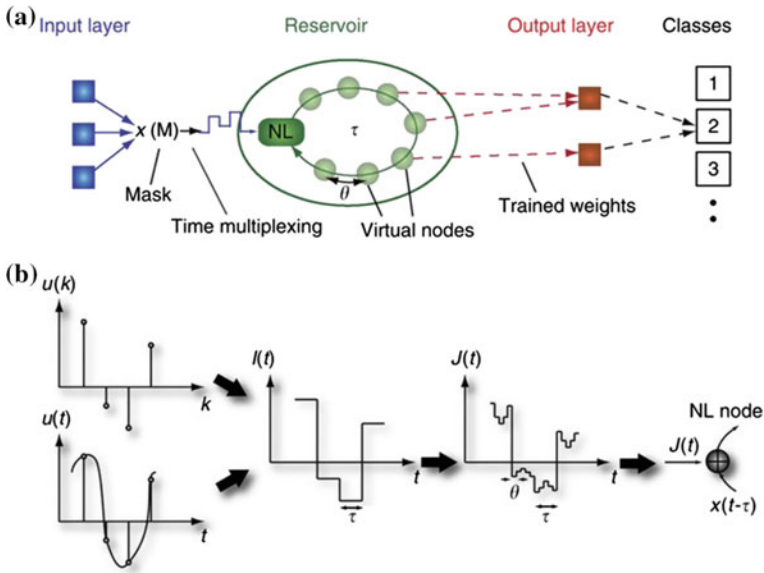 (a)
Input layer
Reservoir
Output layer
Classes
x (M)
NL
τ
θ
1
2
3
Mask
Time multiplexing
Virtual nodes
Trained weights
(b)
u(k)
k
u(t)
t
I(t)
t
τ
J(t)
t
θ
τ
NL node
J(t)
x(t-τ)